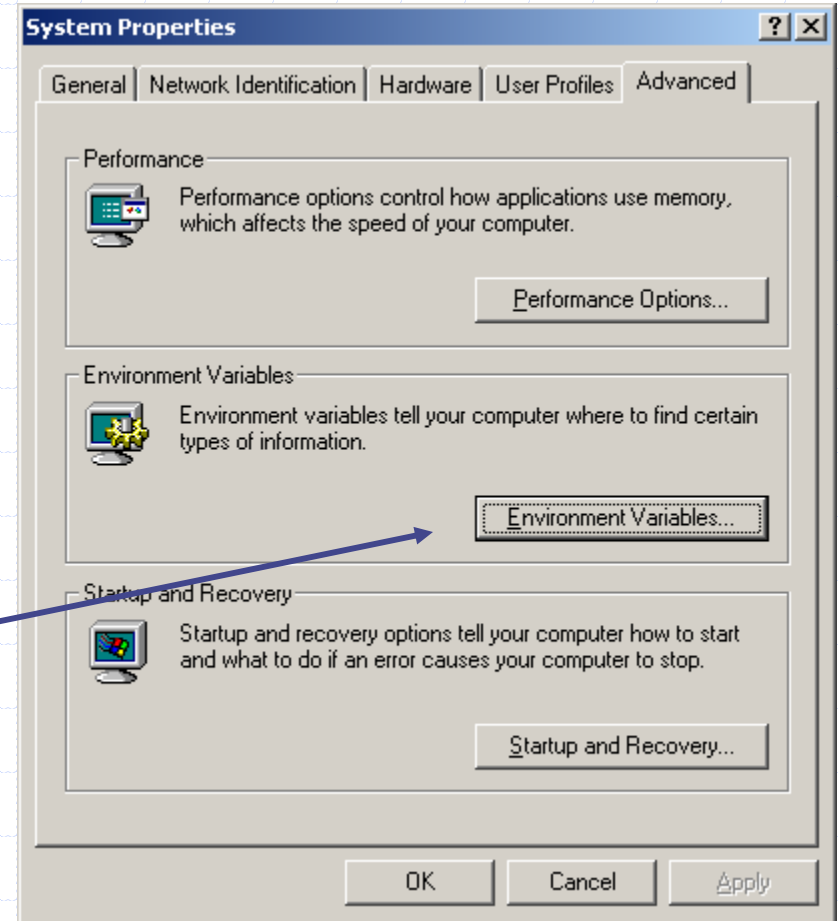 System Properties ? X
General Network Identification Hardware User Profiles Advanced
Performance
Performance options control how applications use memory,
which affects the speed of your computer.
Performance Options...
Environment Variables
Environment variables tell your computer where to find certain
types of information.
Environment Variables...
Startup and Recovery
Startup and recovery options tell your computer how to start
and what to do if an error causes your computer to stop.
Startup and Recovery...
OK Cancel Apply